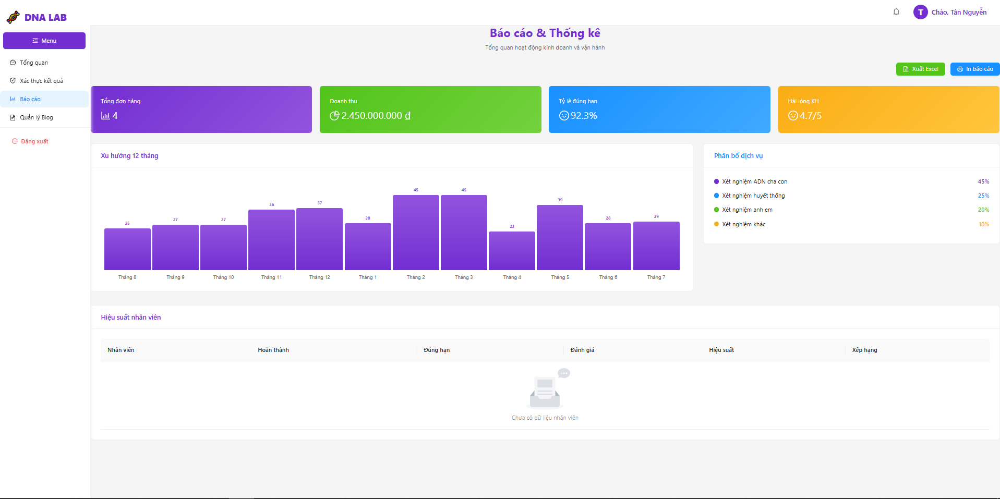 DNA LAB
T
Chào, Tân Nguyễn
Menu
Tổng quan
Xác thực kết quả
Báo cáo
Quản lý Blog
Đăng xuất
Báo cáo & Thống kê
Tổng quan hoạt động kinh doanh và vận hành
Xuất Excel
In báo cáo
Tổng đơn hàng
4
Doanh thu
2.450.000.000 ₫
Tỷ lệ đúng hạn
92.3%
Hài lòng KH
4.7/5
Xu hướng 12 tháng
25
27
27
36
37
28
45
45
23
39
28
29
Tháng 8
Tháng 9
Tháng 10
Tháng 11
Tháng 12
Tháng 1
Tháng 2
Tháng 3
Tháng 4
Tháng 5
Tháng 6
Tháng 7
Phân bố dịch vụ
Xét nghiệm ADN cha con 45%
Xét nghiệm huyết thống 25%
Xét nghiệm anh em 20%
Xét nghiệm khác 10%
Hiệu suất nhân viên
Nhân viên Hoàn thành Đúng hạn Đánh giá Hiệu suất Xếp hạng
Chưa có dữ liệu nhân viên